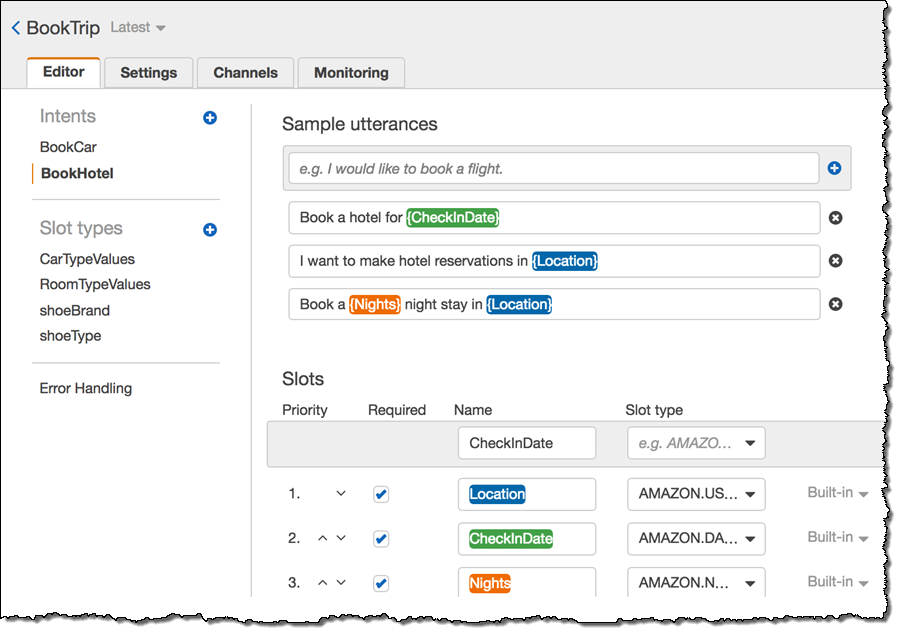 BookTrip Latest
Editor Settings Channels Monitoring
Intents
BookCar
BookHotel
Slot types
CarTypeValues
RoomTypeValues
shoeBrand
shoeType
Error Handling
Sample utterances
e.g. I would like to book a flight.
Book a hotel for {CheckInDate}
I want to make hotel reservations in {Location}
Book a {Nights} night stay in {Location}
Slots
Priority Required Name Slot type
CheckInDate e.g. AMAZO...
1. Location AMAZON.US... Built-in
2. CheckInDate AMAZON.DA... Built-in
3. Nights AMAZON.N... Built-in